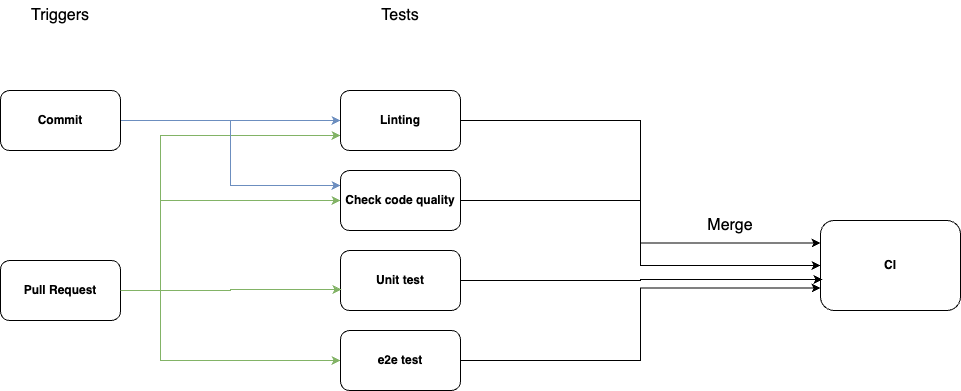 Triggers
Tests
Commit
Linting
Check code quality
Merge
Pull Request
Unit test
CI
e2e test